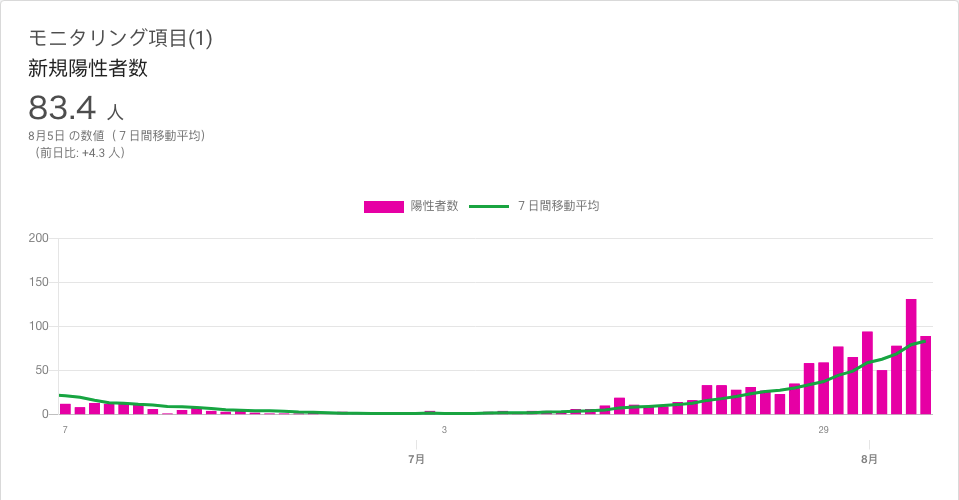 モニタリング項目(1)
新規陽性者数
83.4 人
8月5日 の数値（７日間移動平均）
（前日比: +4.3 人）
陽性者数 ７日間移動平均
200
150
100
50
0
7 3 29
7月 8月